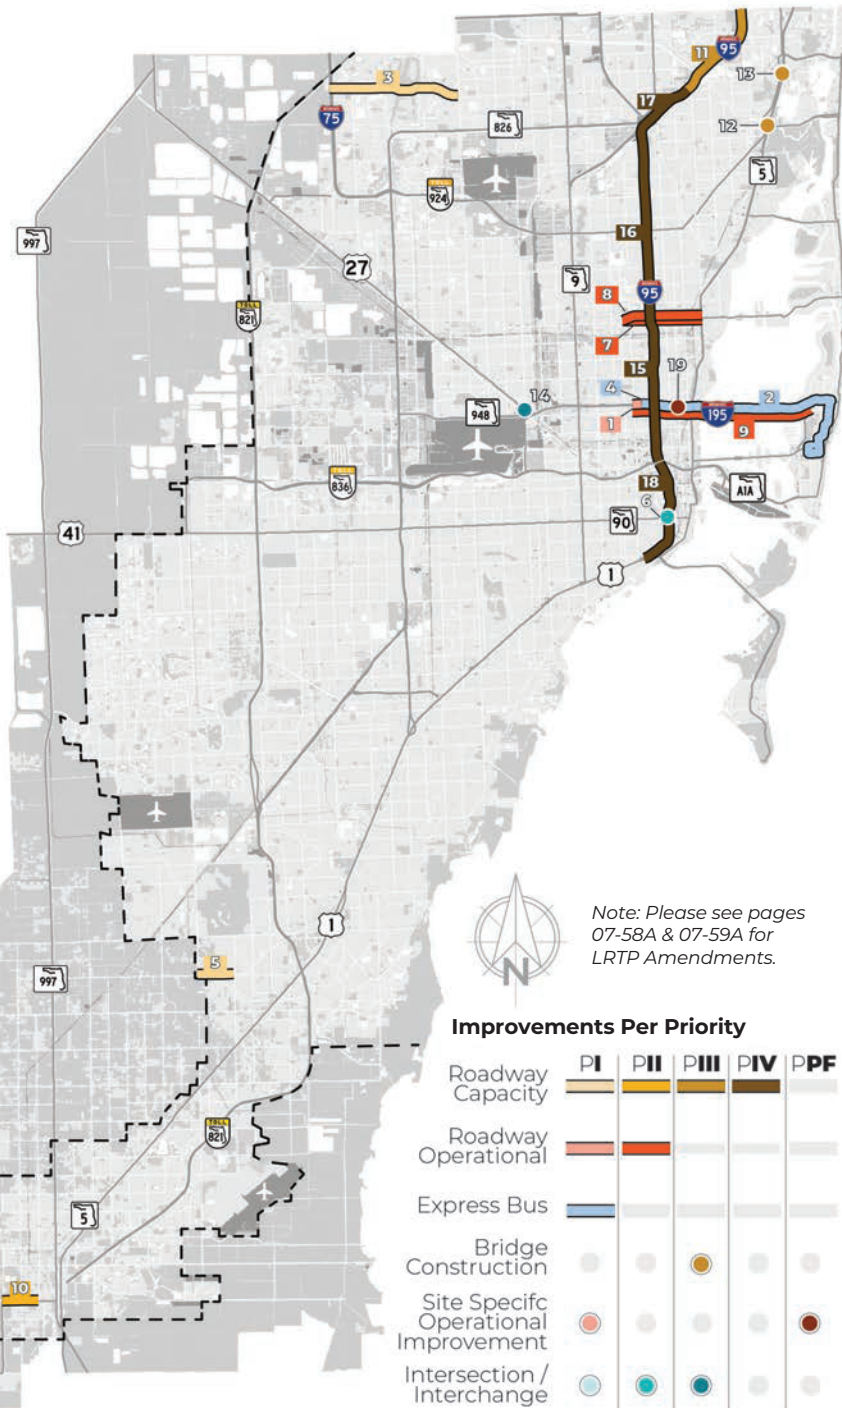 11
95
13
3
17
75
826
12
5
924
997
16
27
9
8
95
TOLL
821
7
15
19
4
2
14
948
1
195
9
836
18
A1A
6
41
90
1
Note: Please see pages
07-58A & 07-59A for
LRTP Amendments.
1
N
5
997
Improvements Per Priority
PI PII PIII PIV PPF
Roadway
Capacity
Roadway
Operational
TOLL
821
Express Bus
5
Bridge
Construction
10
Site Specifc
Operational
Improvement
Intersection /
Interchange